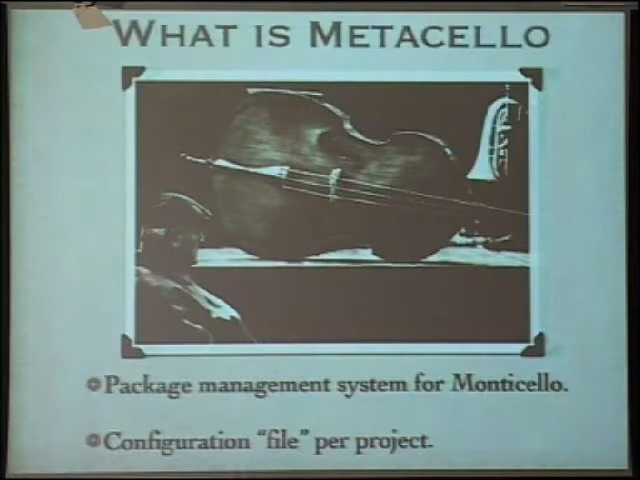 WHAT IS METACELLO
Package management system for Monticello.
Configuration "file" per project.